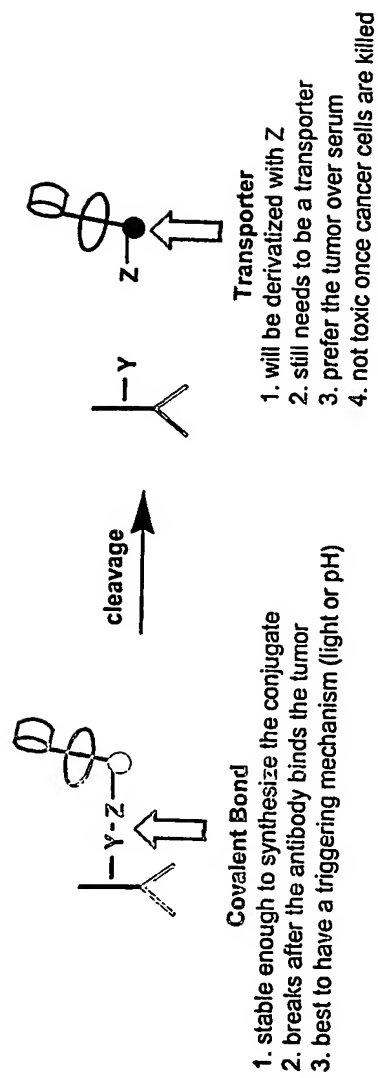 Y-Z
cleavage
Y
Z
Covalent Bond
1. stable enough to synthesize the conjugate
2. breaks after the antibody binds the tumor
3. best to have a triggering mechanism (light or pH)
Transporter
1. will be derivatized with Z
2. still needs to be a transporter
3. prefer the tumor over serum
4. not toxic once cancer cells are killed